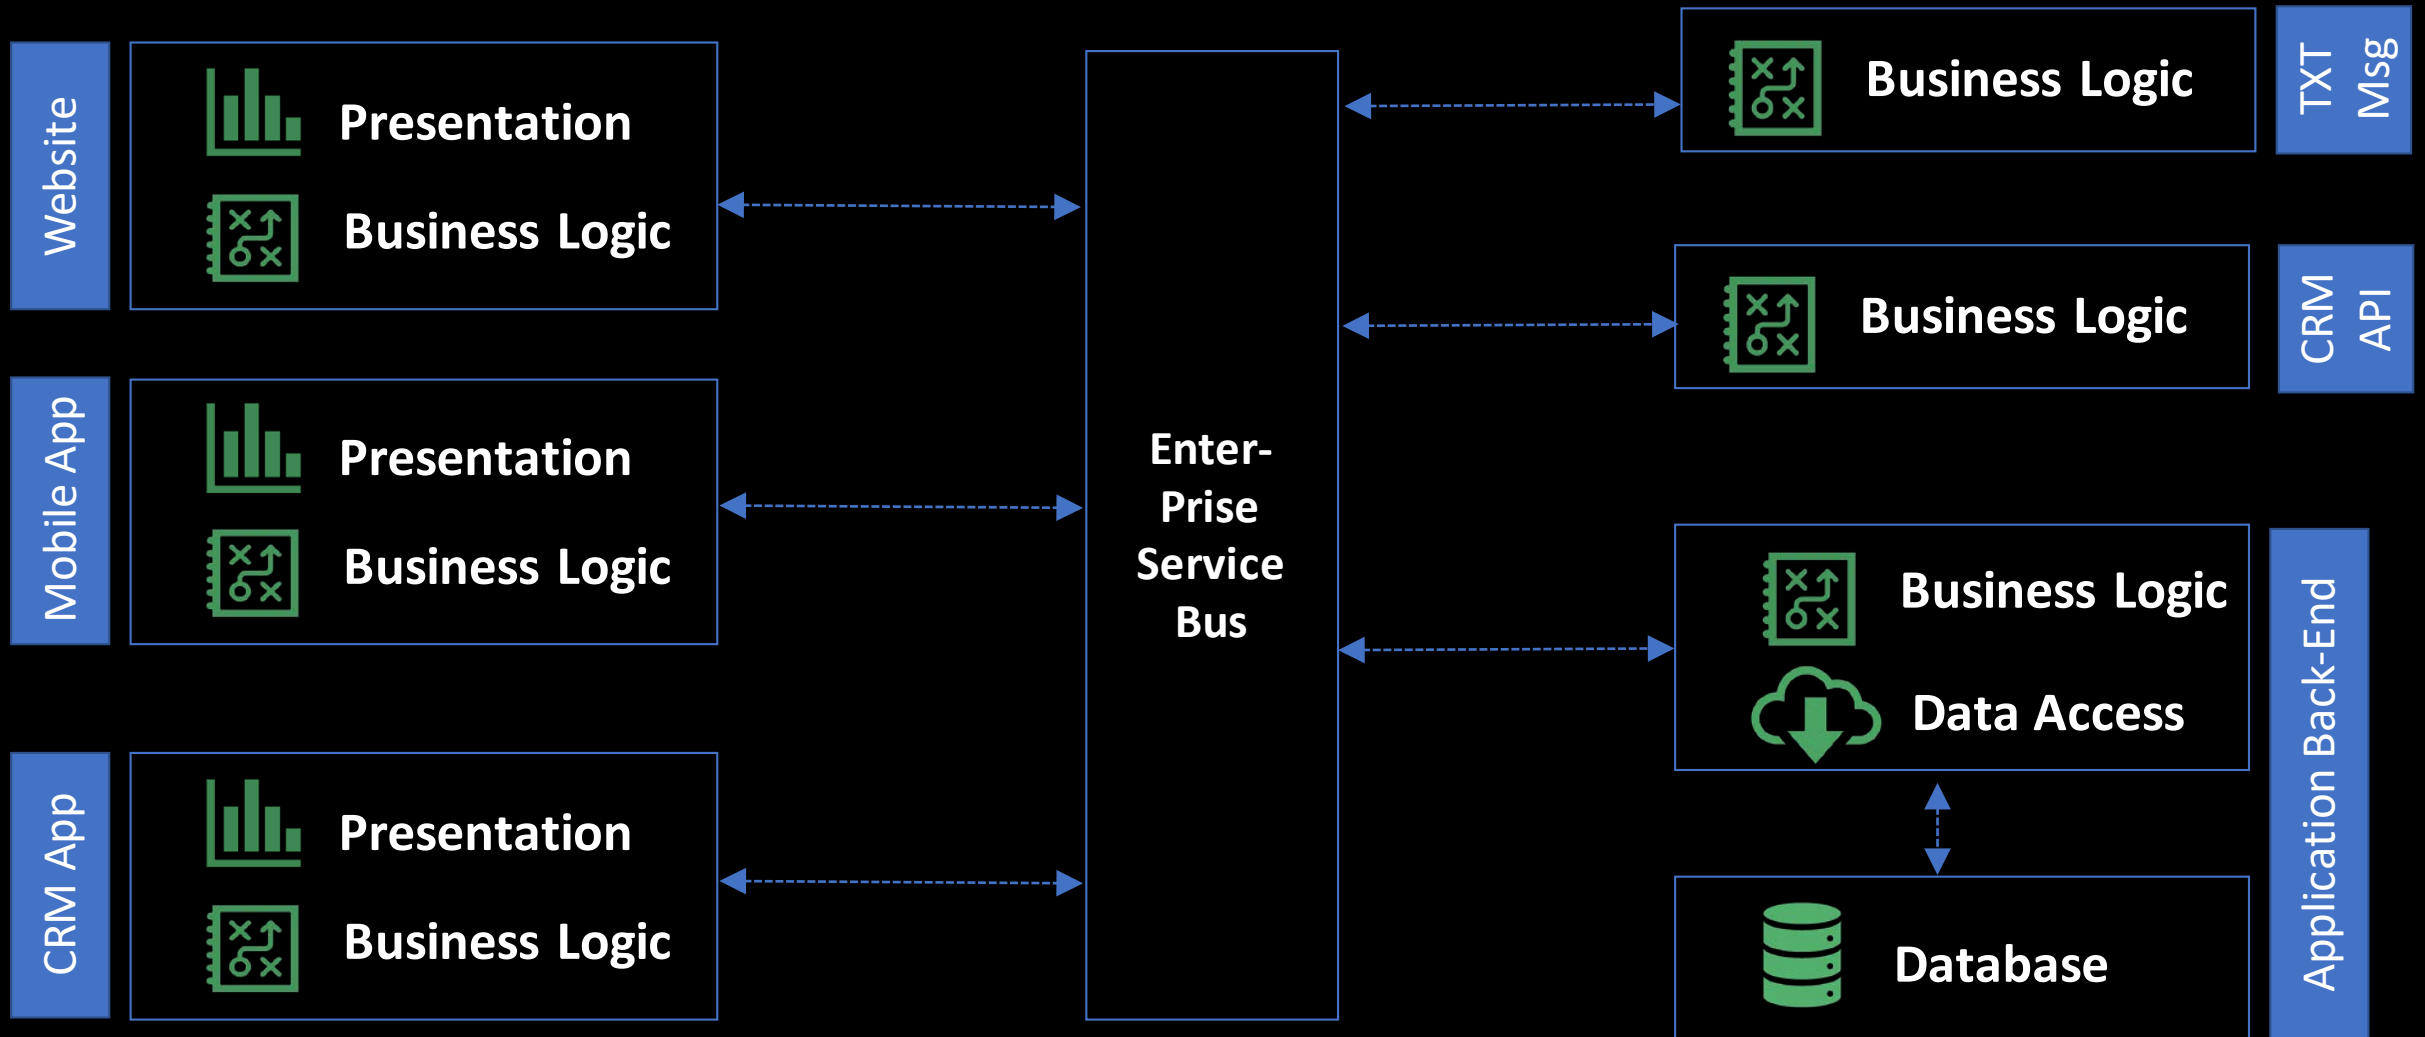 Website
Presentation
Business Logic
Mobile App
Presentation
Business Logic
CRM App
Presentation
Business Logic
Enter-
Prise
Service
Bus
Business Logic
TXT
Msg
Business Logic
CRM
API
Business Logic
Data Access
Database
Application Back-End